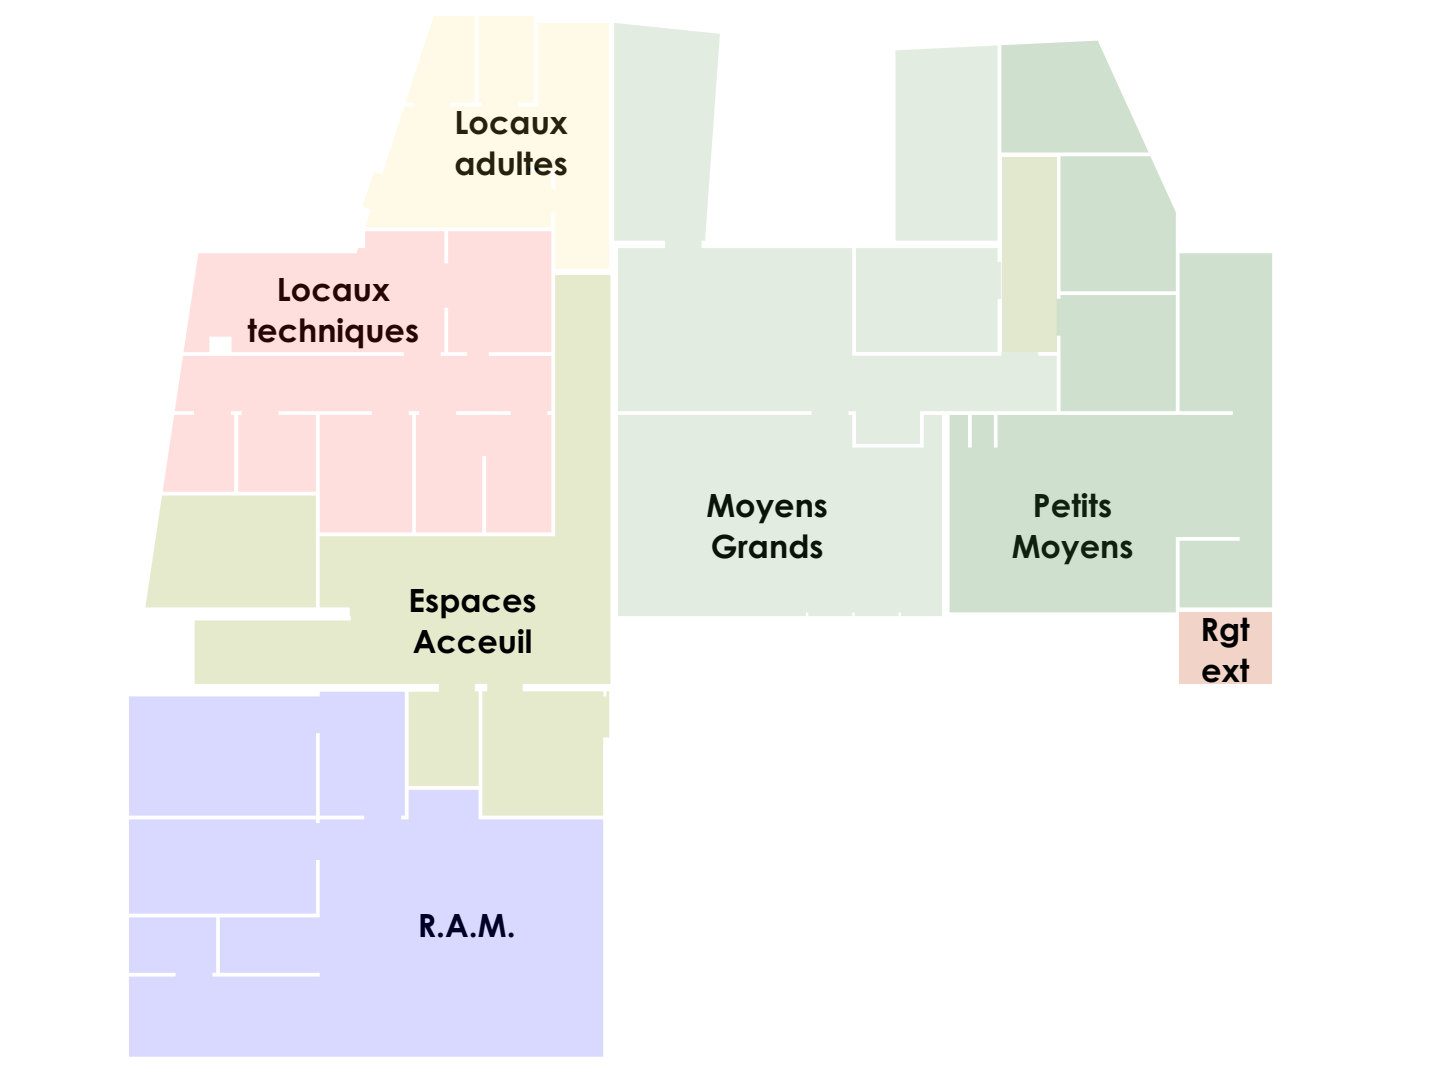 Locaux
adultes
Locaux
techniques
Moyens
Grands
Petits
Moyens
Espaces
Acceuil
Rgt
ext
R.A.M.